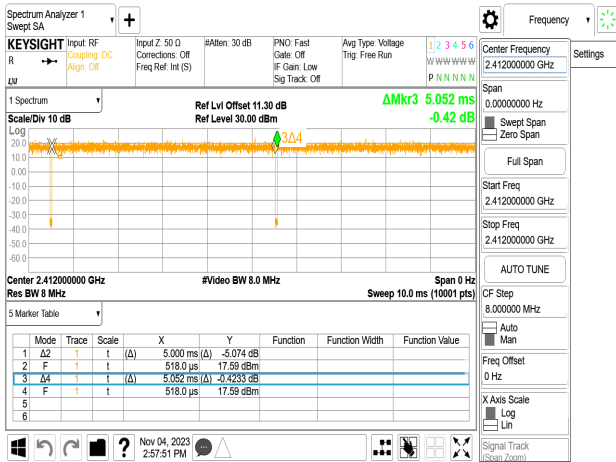 Spectrum Analyzer 1
Swept SA
Frequency
KEYSIGHT
R
Input: RF
Coupling: DC
Align: Off
Input Z: 50 Ω
Corrections: Off
Freq Ref: Int (S)
#Atten: 30 dB
PNO: Fast
Gate: Off
IF Gain: Low
Sig Track: Off
Avg Type: Voltage
Trig: Free Run
1 2 3 4 5 6
W W W W W W
P N N N N N
LXI
1 Spectrum
Scale/Div 10 dB
Ref Lvl Offset 11.30 dB
Ref Level 30.00 dBm
ΔMkr3 5.052 ms
-0.42 dB
Log
3Δ4
20.0
10.0
0.00
-10.0
-20.0
-30.0
-40.0
-50.0
-60.0
Center 2.412000000 GHz
Res BW 8 MHz
#Video BW 8.0 MHz
Span 0 Hz
Sweep 10.0 ms (10001 pts)
5 Marker Table
Mode Trace Scale X Y Function Function Width Function Value
1 Δ2 1 t (Δ) 5.000 ms (Δ) -5.074 dB
2 F 1 t 518.0 µs 17.59 dBm
3 Δ4 1 t (Δ) 5.052 ms (Δ) -0.4233 dB
4 F 1 t 518.0 µs 17.59 dBm
5
6
?
Nov 04, 2023
2:57:51 PM
Center Frequency
2.412000000 GHz
Settings
Span
0.00000000 Hz
Swept Span
Zero Span
Full Span
Start Freq
2.412000000 GHz
Stop Freq
2.412000000 GHz
AUTO TUNE
CF Step
8.000000 MHz
Auto
Man
Freq Offset
0 Hz
X Axis Scale
Log
Lin
Signal Track
(Span Zoom)